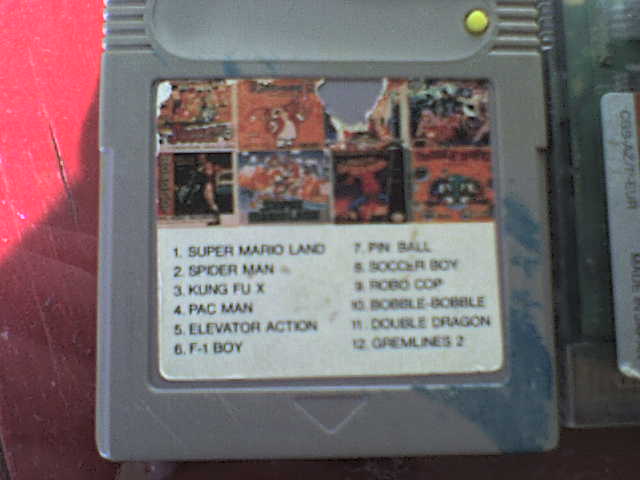 1. SUPER MARIO LAND
2. SPIDER MAN
3. KUNG FU X
4. PAC MAN
5. ELEVATOR ACTION
6. F-1 BOY
7. PIN BALL
8. SOCCER BOY
9. ROBO COP
10. BOBBLE-BOBBLE
11. DOUBLE DRAGON
12. GREMLINES 2